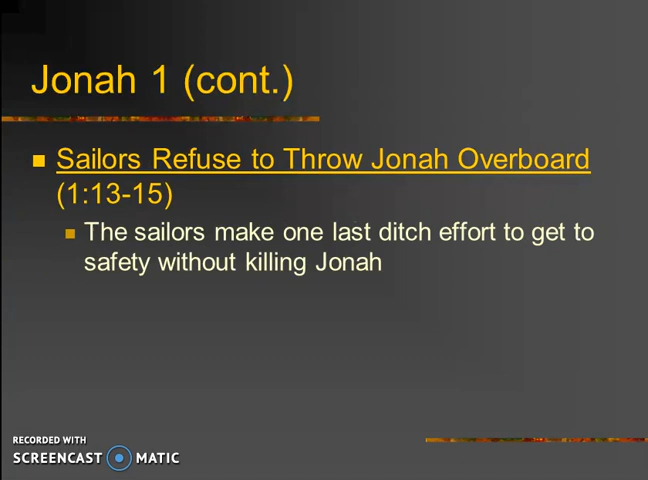 Jonah 1 (cont.)
Sailors Refuse to Throw Jonah Overboard
(1:13-15)
The sailors make one last ditch effort to get to
safety without killing Jonah
RECORDED WITH
SCREENCAST MATIC